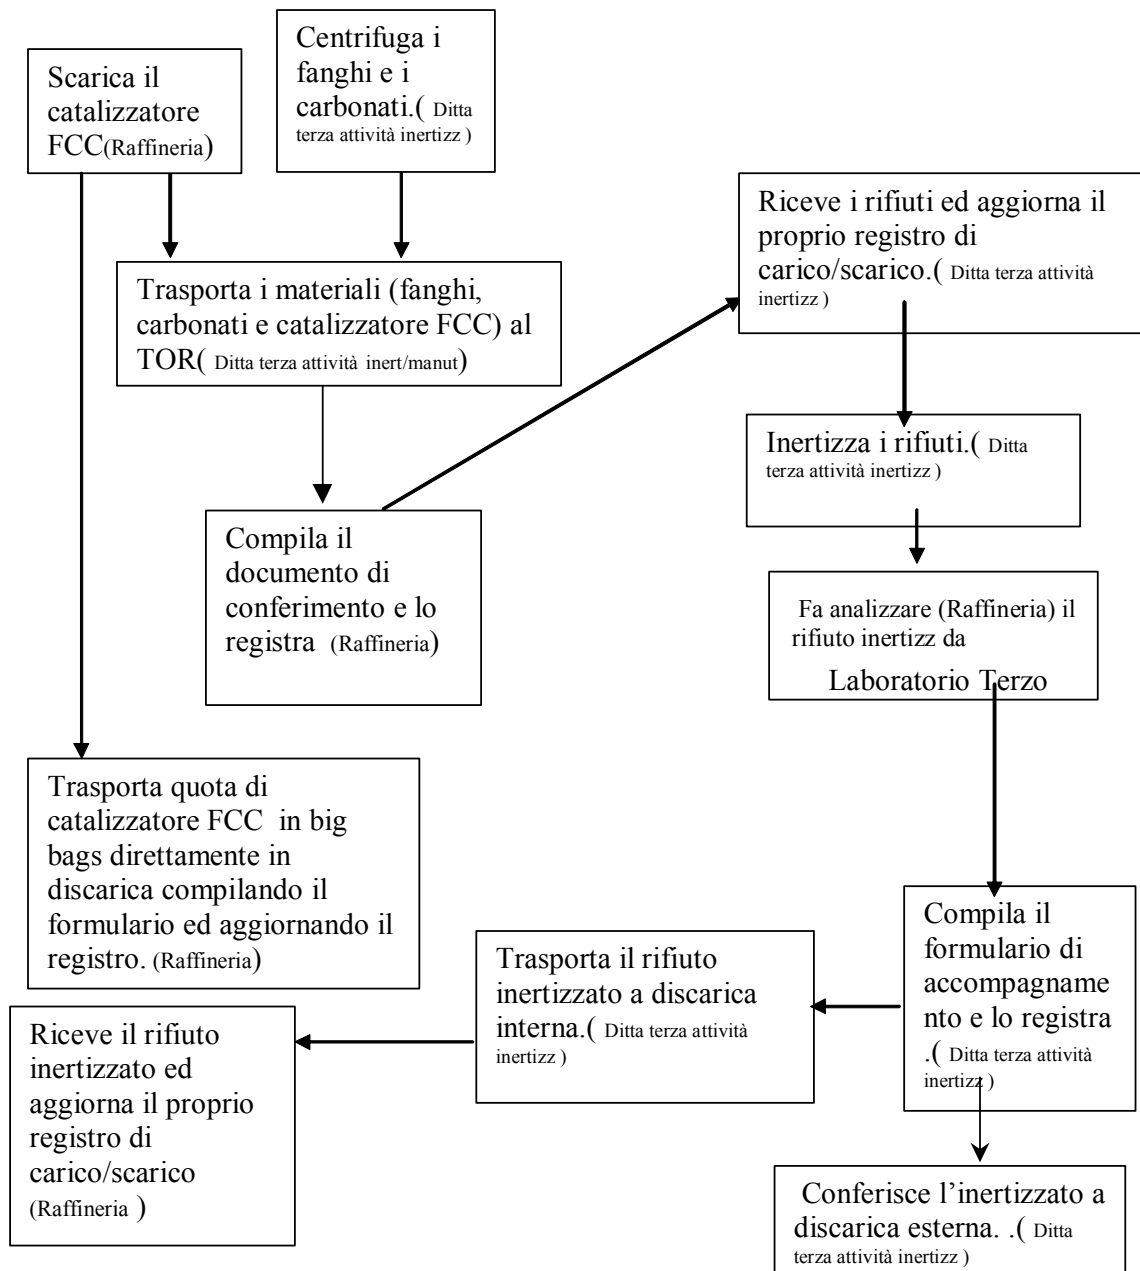 Scarica il
catalizzatore
FCC(Raffineria)
Centrifuga i
fanghi e i
carbonati.( Ditta
terza attività inertizz )
Trasporta i materiali (fanghi,
carbonati e catalizzatore FCC) al
TOR( Ditta terza attività inert/manut)
Riceve i rifiuti ed aggiorna il
proprio registro di
carico/scarico.( Ditta terza attività
inertizz )
Inertizza i rifiuti.( Ditta
terza attività inertizz )
Compila il
documento di
conferimento e lo
registra (Raffineria)
Fa analizzare (Raffineria) il
rifiuto inertizz da
Laboratorio Terzo
Trasporta quota di
catalizzatore FCC in big
bags direttamente in
discarica compilando il
formulario ed aggiornando il
registro. (Raffineria)
Compila il
formulario di
accompagname
nto e lo registra
.( Ditta terza attività
inertizz )
Trasporta il rifiuto
inertizzato a discarica
interna.( Ditta terza attività
inertizz )
Riceve il rifiuto
inertizzato ed
aggiorna il proprio
registro di
carico/scarico
(Raffineria )
Conferisce l’inertizzato a
discarica esterna. .( Ditta
terza attività inertizz )